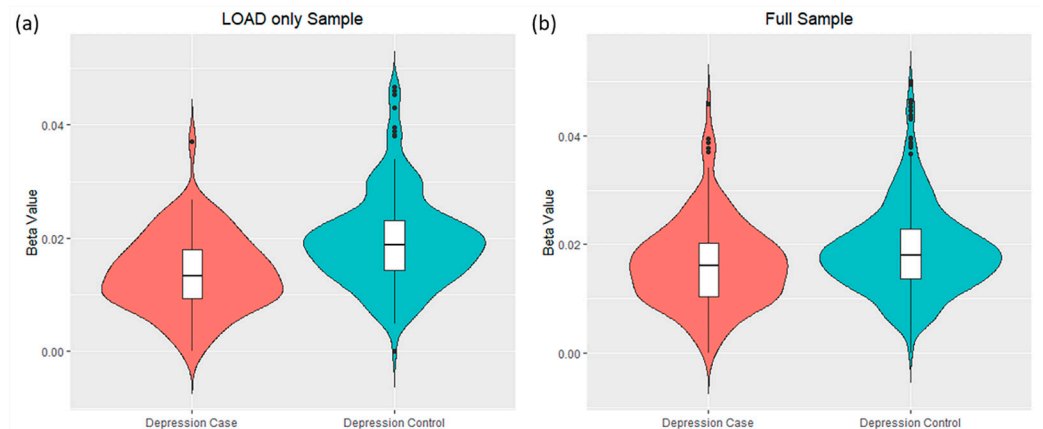 (a) LOAD only Sample
Beta Value
0.04
0.02
0.00
Depression Case Depression Control
(b) Full Sample
Beta Value
0.04
0.02
0.00
Depression Case Depression Control